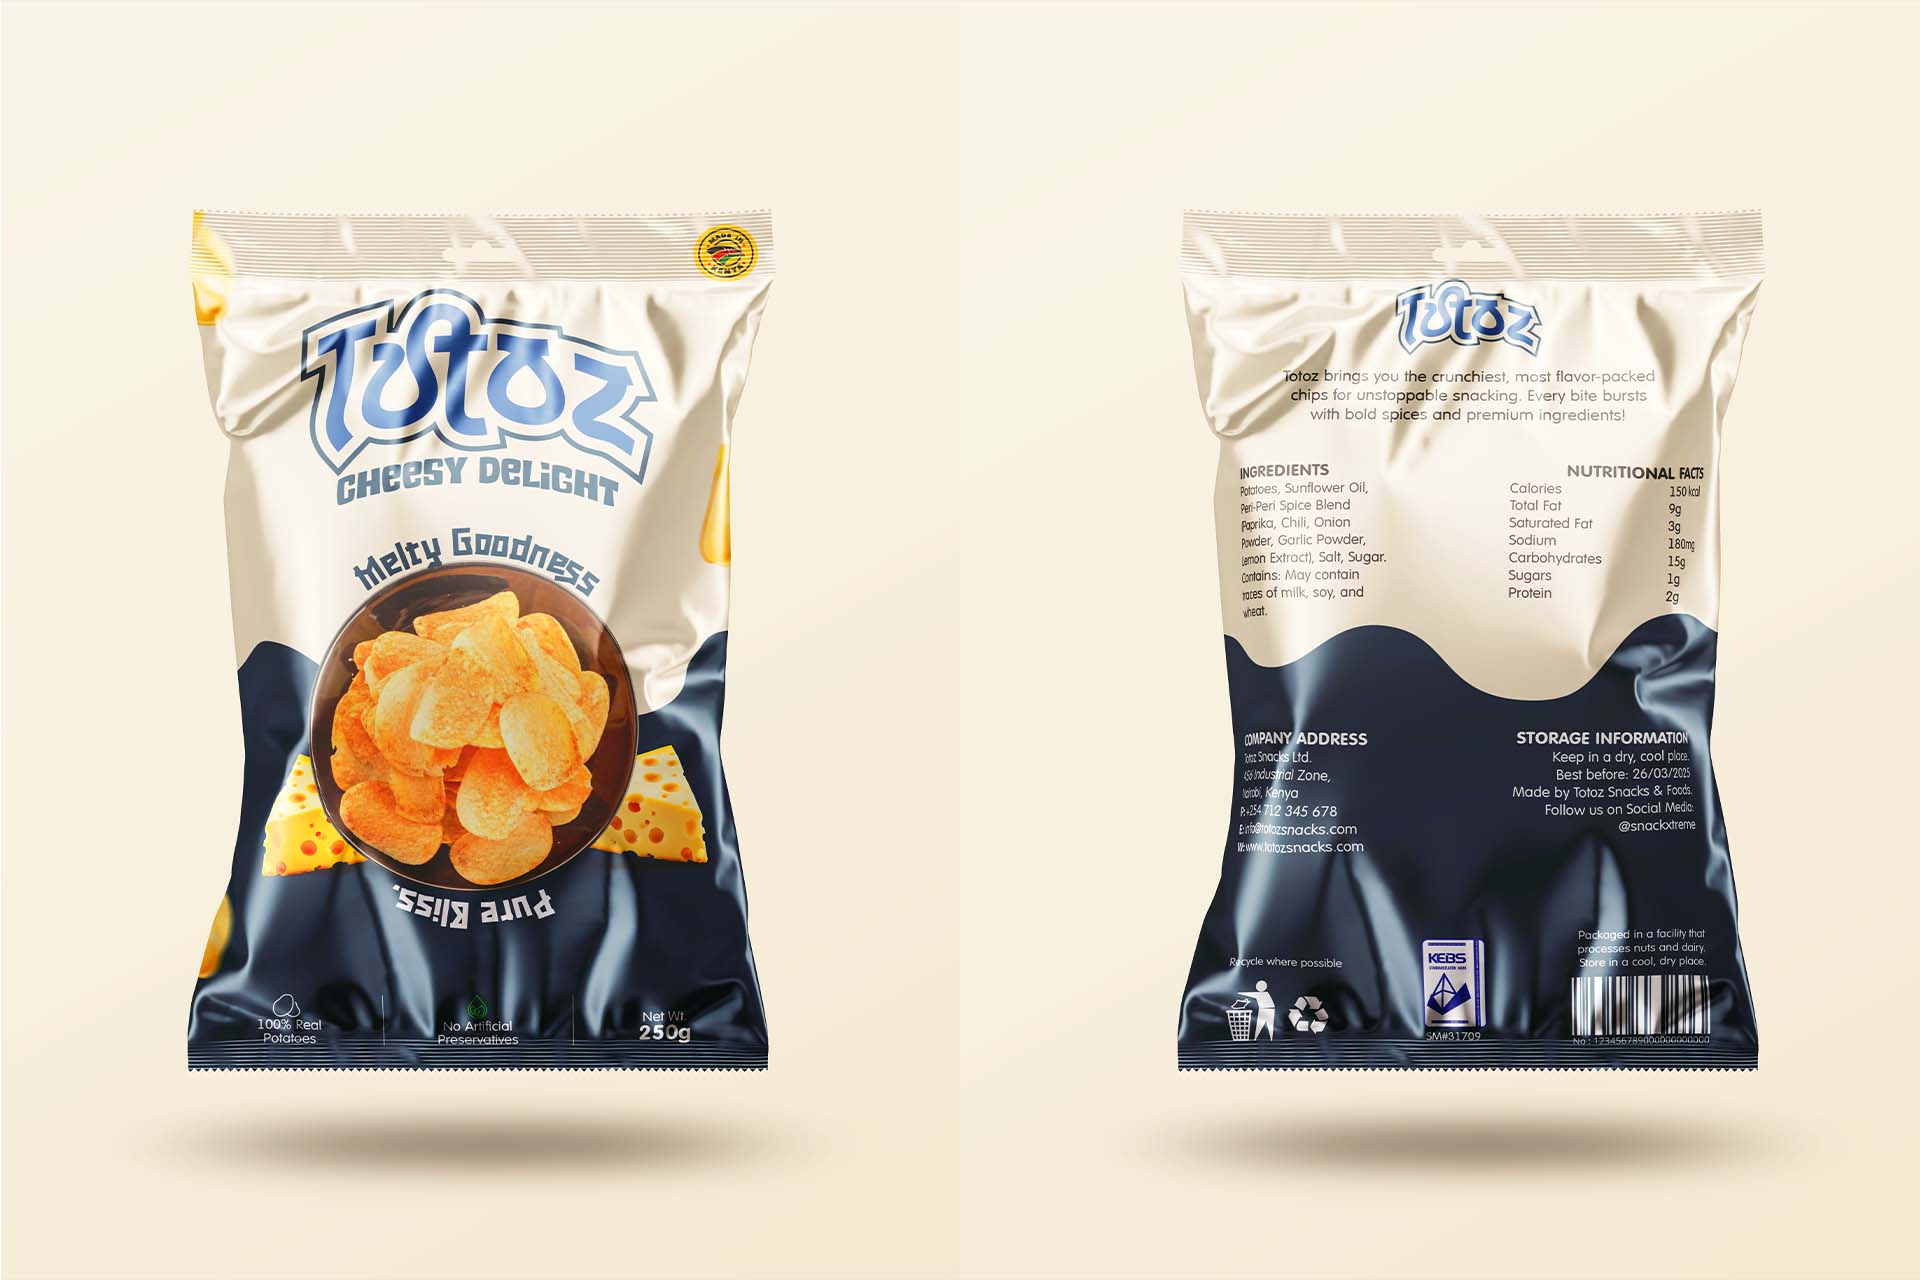 MADE IN
KENYA
Totoz
CHEESY DELIGHT
Melty Goodness
Pure Bliss.
100% Real
Potatoes
No Artificial
Preservatives
Net Wt.
250g
Totoz
Totoz brings you the crunchiest, most flavor-packed
chips for unstoppable snacking. Every bite bursts
with bold spices and premium ingredients!
INGREDIENTS
Potatoes, Sunflower Oil,
Peri-Peri Spice Blend
(Paprika, Chili, Onion
Powder, Garlic Powder,
Lemon Extract), Salt, Sugar.
Contains: May contain
traces of milk, soy, and
wheat.
NUTRITIONAL FACTS
Calories 150 kcal
Total Fat 9g
Saturated Fat 3g
Sodium 180mg
Carbohydrates 15g
Sugars 1g
Protein 2g
COMPANY ADDRESS
Totoz Snacks Ltd.
456 Industrial Zone,
Nairobi, Kenya
P: +254 712 345 678
E: info@totozsnacks.com
W: www.totozsnacks.com
STORAGE INFORMATION
Keep in a dry, cool place.
Best before: 26/03/2025
Made by Totoz Snacks & Foods.
Follow us on Social Media:
@snackxtreme
Recycle where possible
KEBS
STANDARDIZATION MARK
SM#31709
Packaged in a facility that
processes nuts and dairy.
Store in a cool, dry place.
No : 123456789000000000000